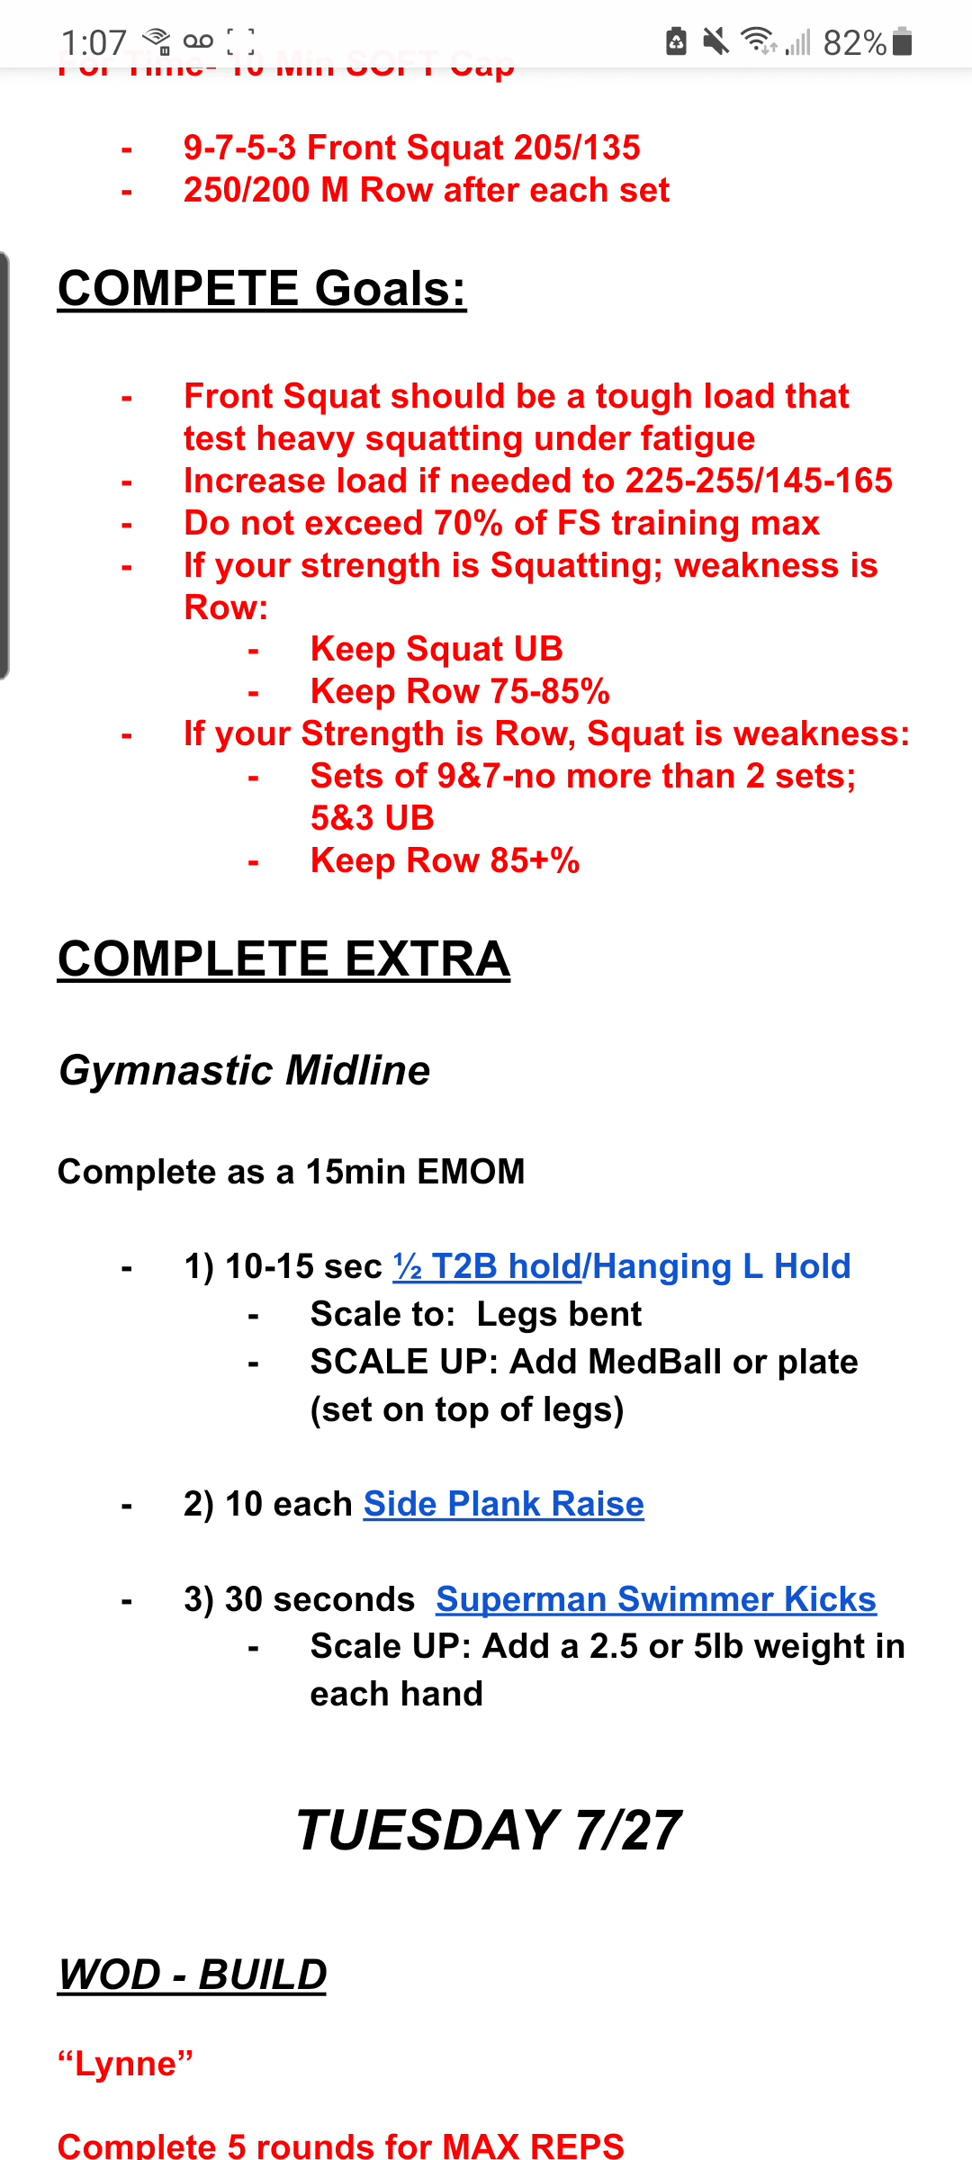 1:07
82%
For Time- 10 Min SOFT Cap
- 9-7-5-3 Front Squat 205/135
- 250/200 M Row after each set
COMPETE Goals:
- Front Squat should be a tough load that
test heavy squatting under fatigue
- Increase load if needed to 225-255/145-165
- Do not exceed 70% of FS training max
- If your strength is Squatting; weakness is
Row:
- Keep Squat UB
- Keep Row 75-85%
- If your Strength is Row, Squat is weakness:
- Sets of 9&7-no more than 2 sets;
5&3 UB
- Keep Row 85+%
COMPLETE EXTRA
Gymnastic Midline
Complete as a 15min EMOM
- 1) 10-15 sec ½ T2B hold/Hanging L Hold
- Scale to:  Legs bent
- SCALE UP: Add MedBall or plate
(set on top of legs)
- 2) 10 each Side Plank Raise
- 3) 30 seconds  Superman Swimmer Kicks
- Scale UP: Add a 2.5 or 5lb weight in
each hand
TUESDAY 7/27
WOD - BUILD
“Lynne”
Complete 5 rounds for MAX REPS